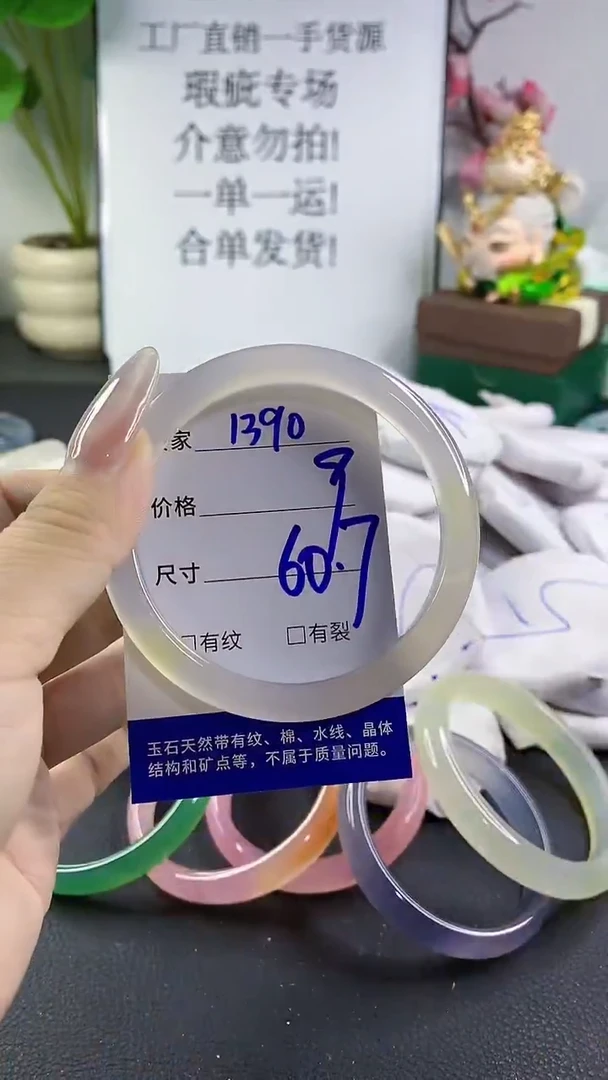 工厂直销一手货源
瑕疵专场
介意勿拍!
一单一运!
合单发货!
家 1390
价格
尺寸 60.7
□有纹 □有裂
玉石天然带有纹、棉、水线、晶体
结构和矿点等，不属于质量问题。